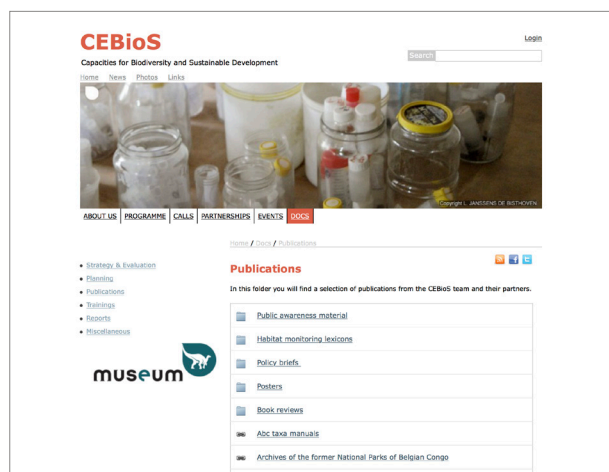 CEBioS
Login
Capacities for Biodiversity and Sustainable Development
Search
Home News Photos Links
Copyright L. JANSSENS DE BISTHOVEN
ABOUT US PROGRAMME CALLS PARTNERSHIPS EVENTS DOCS
Home / Docs / Publications
Strategy & Evaluation
Planning
Publications
Trainings
Reports
Miscellaneous
museum
Publications
In this folder you will find a selection of publications from the CEBioS team and their partners.
Public awareness material
Habitat monitoring lexicons
Policy briefs
Posters
Book reviews
Abc taxa manuals
Archives of the former National Parks of Belgian Congo